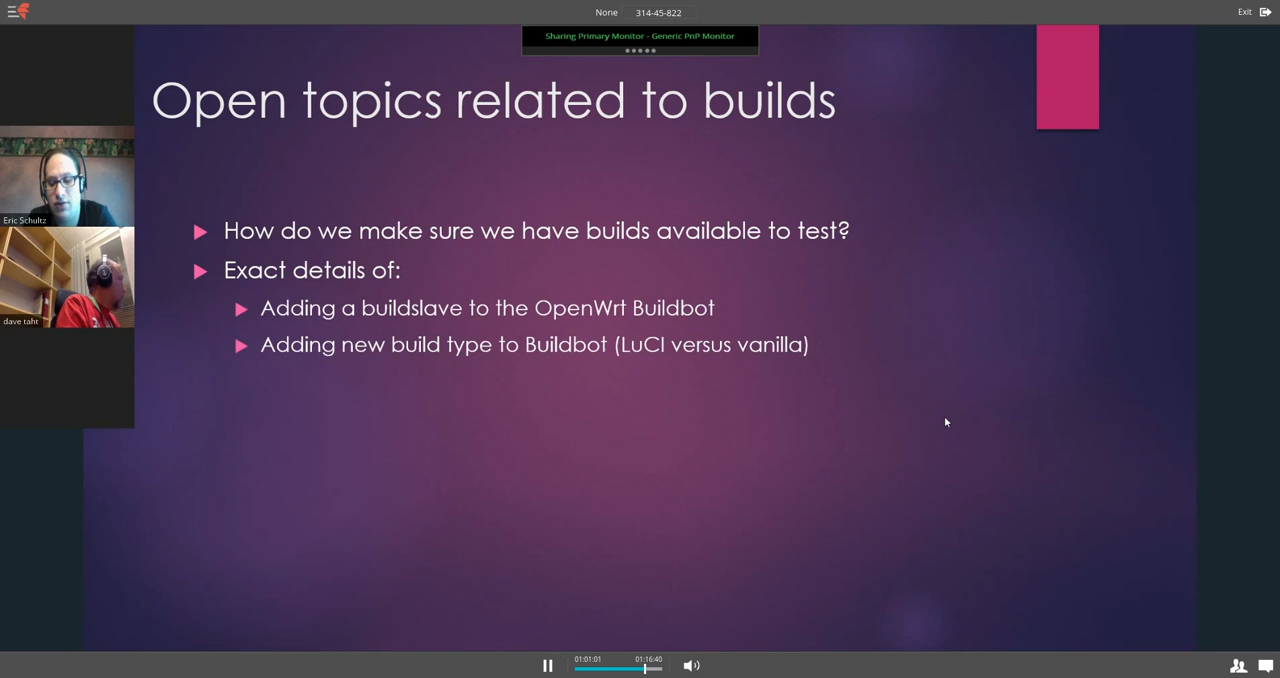 None 314-45-822 Exit
Sharing Primary Monitor - Generic PnP Monitor
Open topics related to builds
Eric Schultz
dave taht
How do we make sure we have builds available to test?
Exact details of:
Adding a buildslave to the OpenWrt Buildbot
Adding new build type to Buildbot (LuCI versus vanilla)
01:01:01 01:16:40